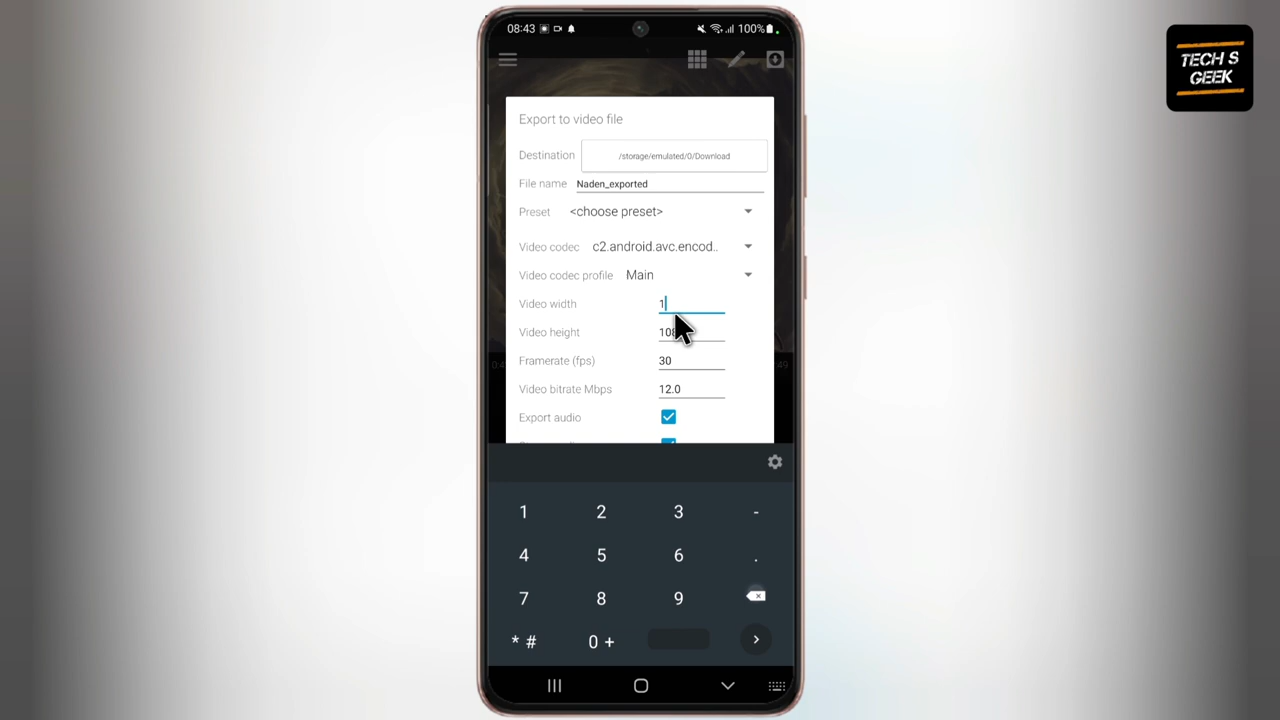 08:43
100%
TECH S
GEEK
Export to video file
Destination /storage/emulated/0/Download
File name Naden_exported
Preset <choose preset>
Video codec c2.android.avc.encod..
Video codec profile Main
Video width 1
Video height
Framerate (fps) 30
Video bitrate Mbps 12.0
Export audio
1 2 3 -
4 5 6 .
7 8 9
* # 0 +